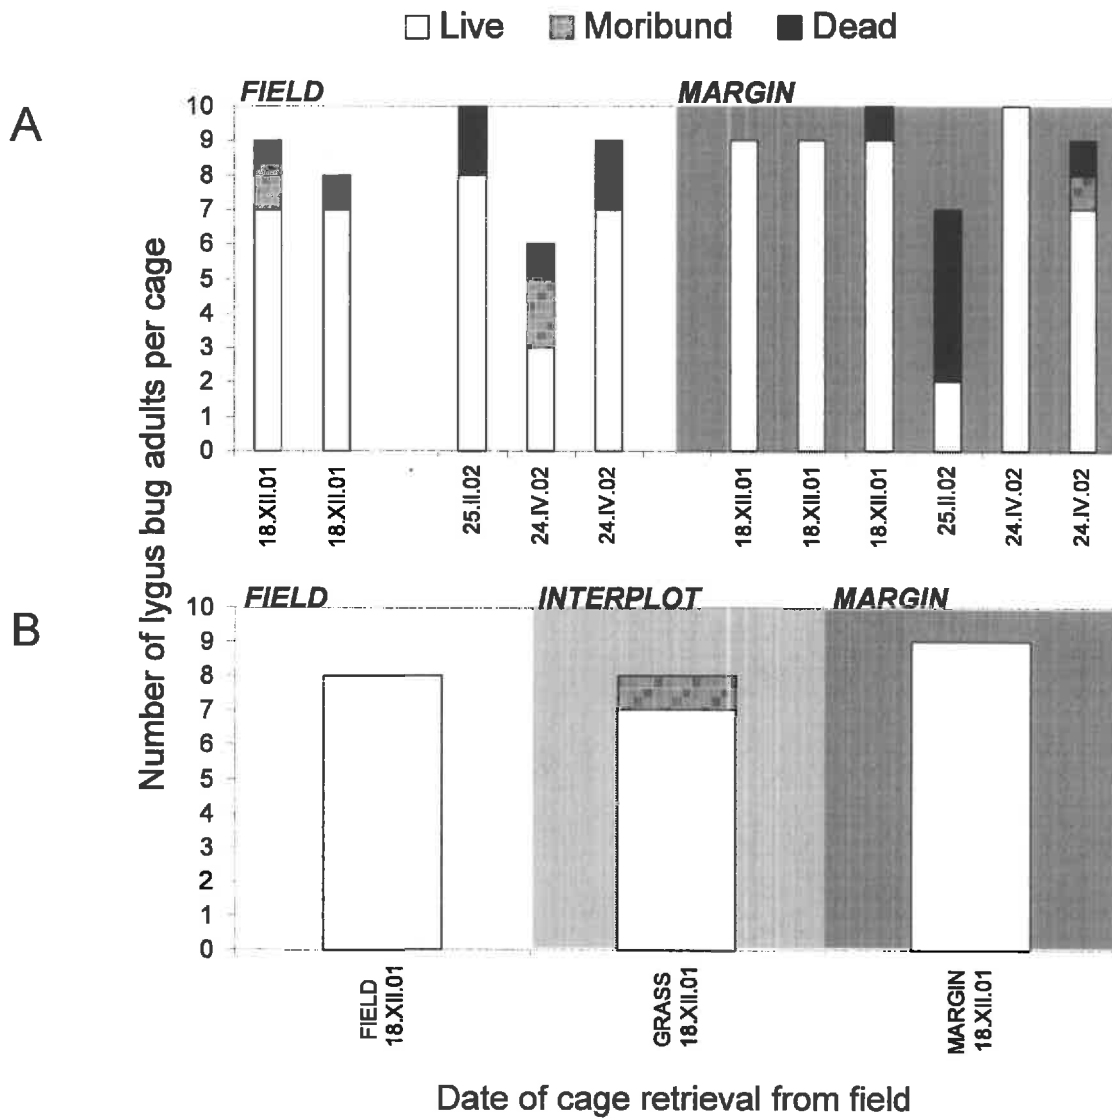 Live Moribund Dead
A
B
Number of lygus bug adults per cage
FIELD MARGIN
10
9
8
7
6
5
4
3
2
1
0
18.XII.01
18.XII.01
25.II.02
24.IV.02
24.IV.02
18.XII.01
18.XII.01
18.XII.01
25.II.02
24.IV.02
24.IV.02
FIELD INTERPLOT MARGIN
10
9
8
7
6
5
4
3
2
1
0
FIELD
18.XII.01
GRASS
18.XII.01
MARGIN
18.XII.01
Date of cage retrieval from field